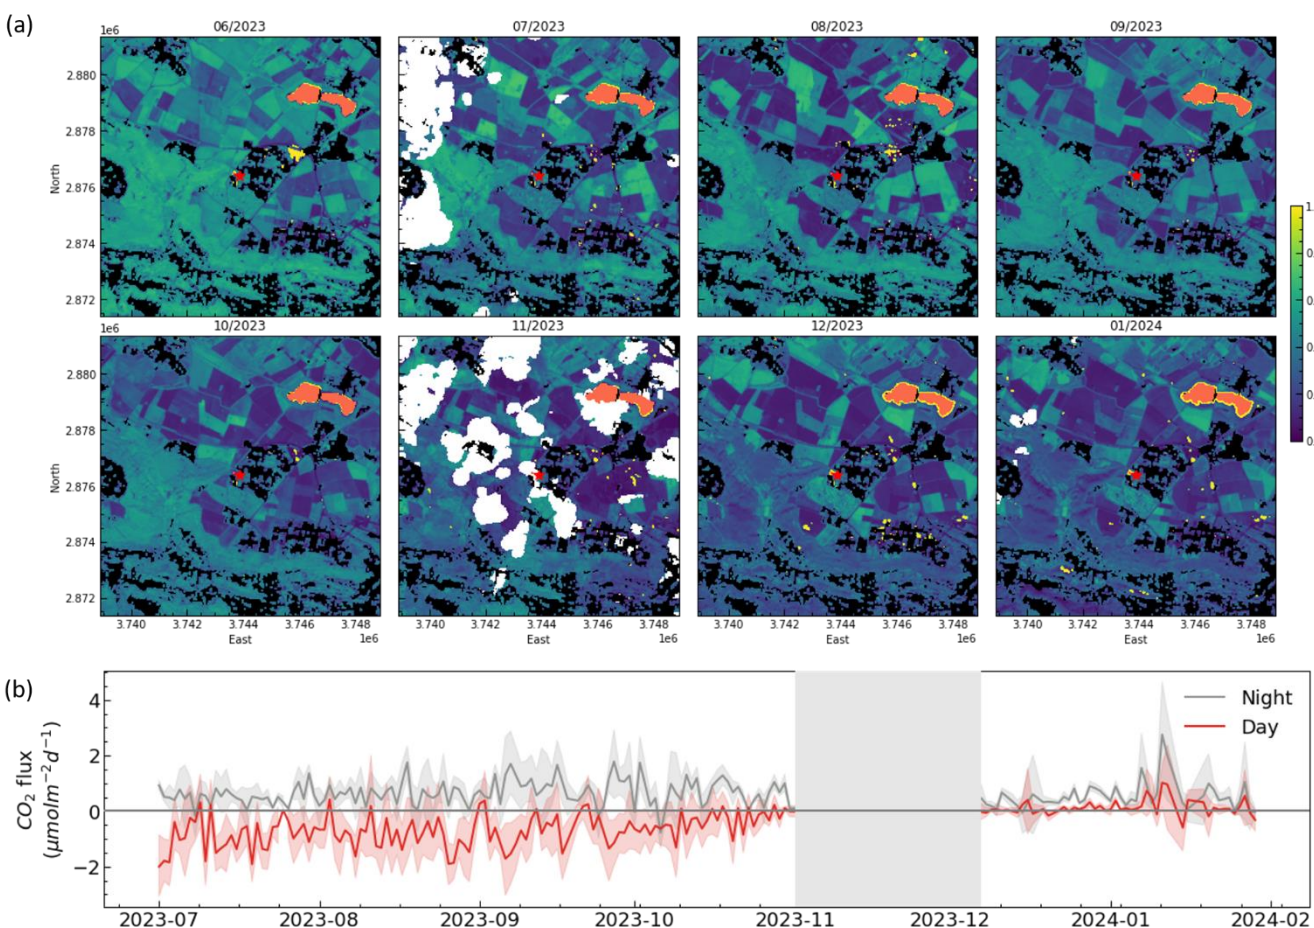 (a)
06/2023 07/2023 08/2023 09/2023
1e6
2.880
2.878
2.876
2.874
2.872
North
1.
0.
0.
0.
0.
0.
10/2023 11/2023 12/2023 01/2024
1e6
2.880
2.878
2.876
2.874
2.872
North
3.740 3.742 3.744 3.746 3.748 3.740 3.742 3.744 3.746 3.748 3.740 3.742 3.744 3.746 3.748 3.740 3.742 3.744 3.746 3.748
East 1e6 East 1e6 East 1e6 East 1e6
(b)
CO₂ flux
(μmolm⁻²d⁻¹)
4
2
0
−2
Night
Day
2023-07 2023-08 2023-09 2023-10 2023-11 2023-12 2024-01 2024-02